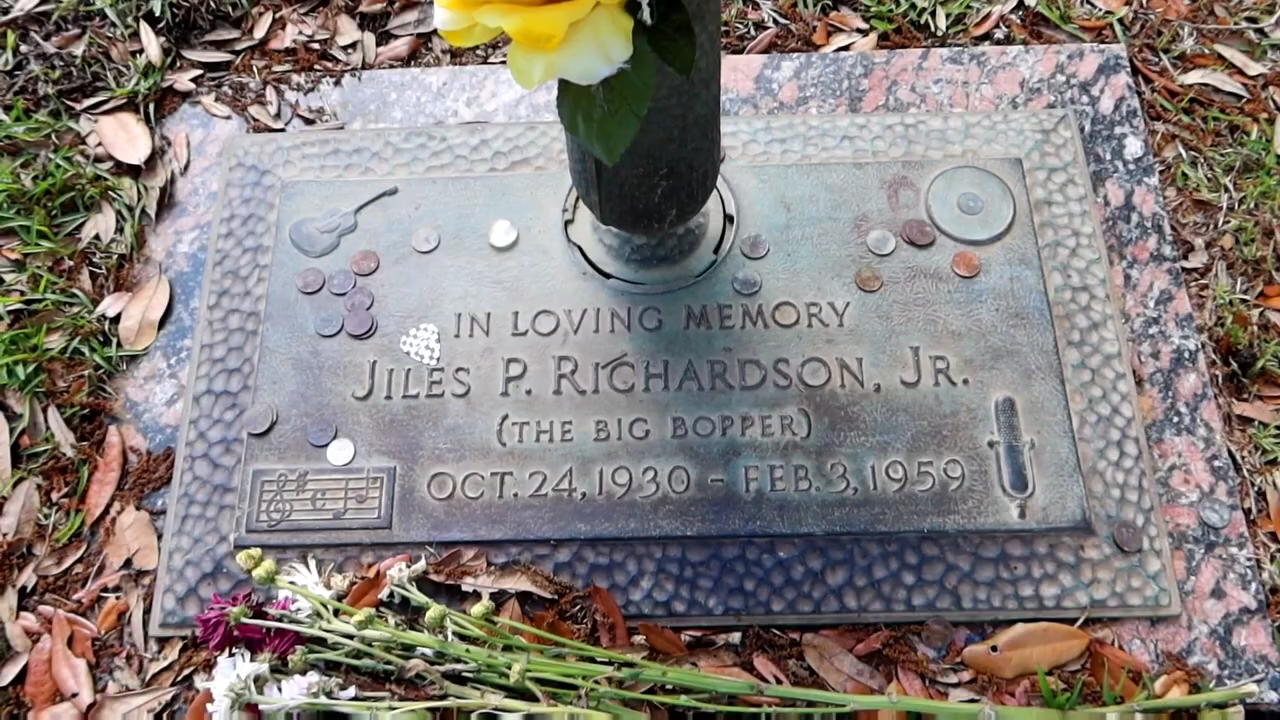 IN LOVING MEMORY
JILES P. RICHARDSON, JR.
(THE BIG BOPPER)
OCT. 24, 1930 - FEB. 3, 1959